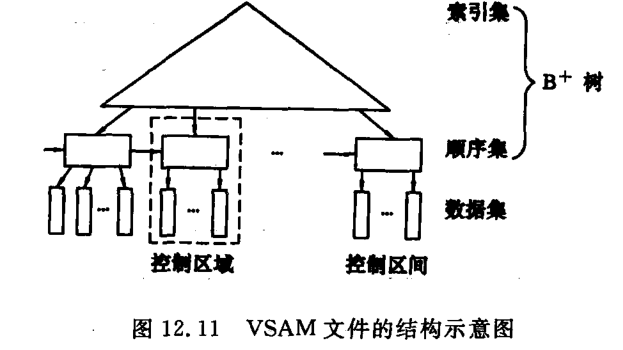 索引集
B+ 树
...
顺序集
... ... ...
数据集
控制区域 控制区间
图 12.11 VSAM 文件的结构示意图